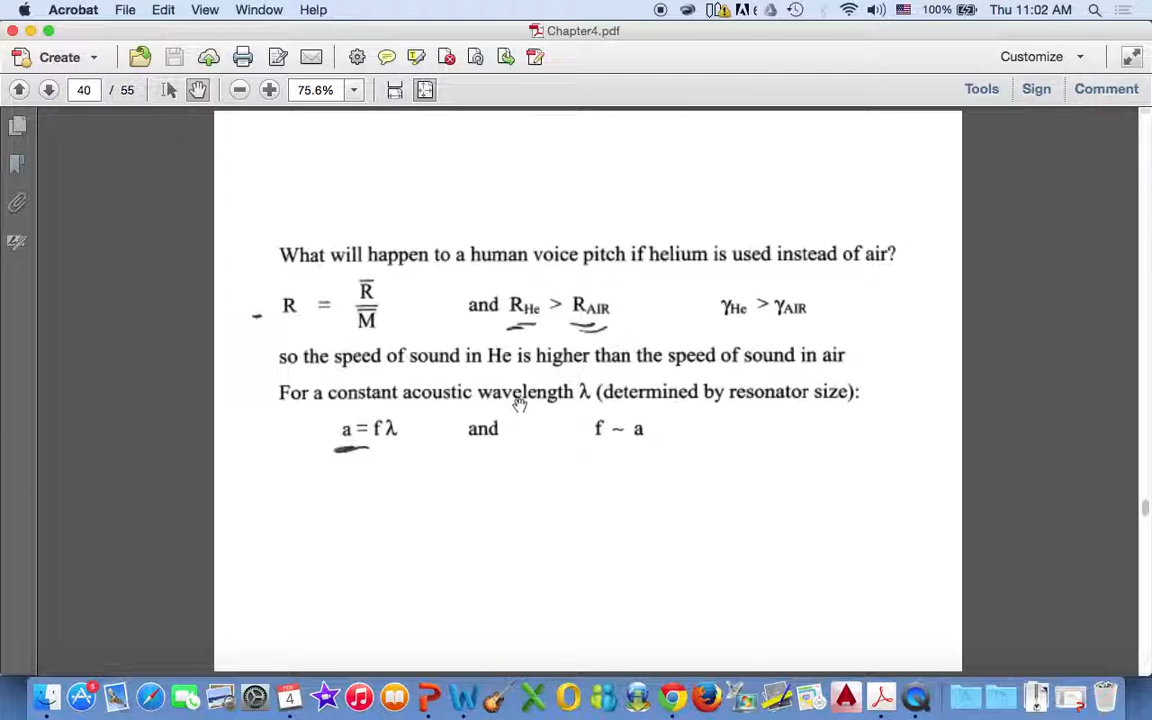 Acrobat File Edit View Window Help 100% Thu 11:02 AM
Chapter4.pdf
Create Customize
40 / 55 75.6% Tools Sign Comment
What will happen to a human voice pitch if helium is used instead of air?
R = R̅ / M̿ and R_He > R_AIR γ_He > γ_AIR
so the speed of sound in He is higher than the speed of sound in air
For a constant acoustic wavelength λ (determined by resonator size):
a = f λ and f ~ a